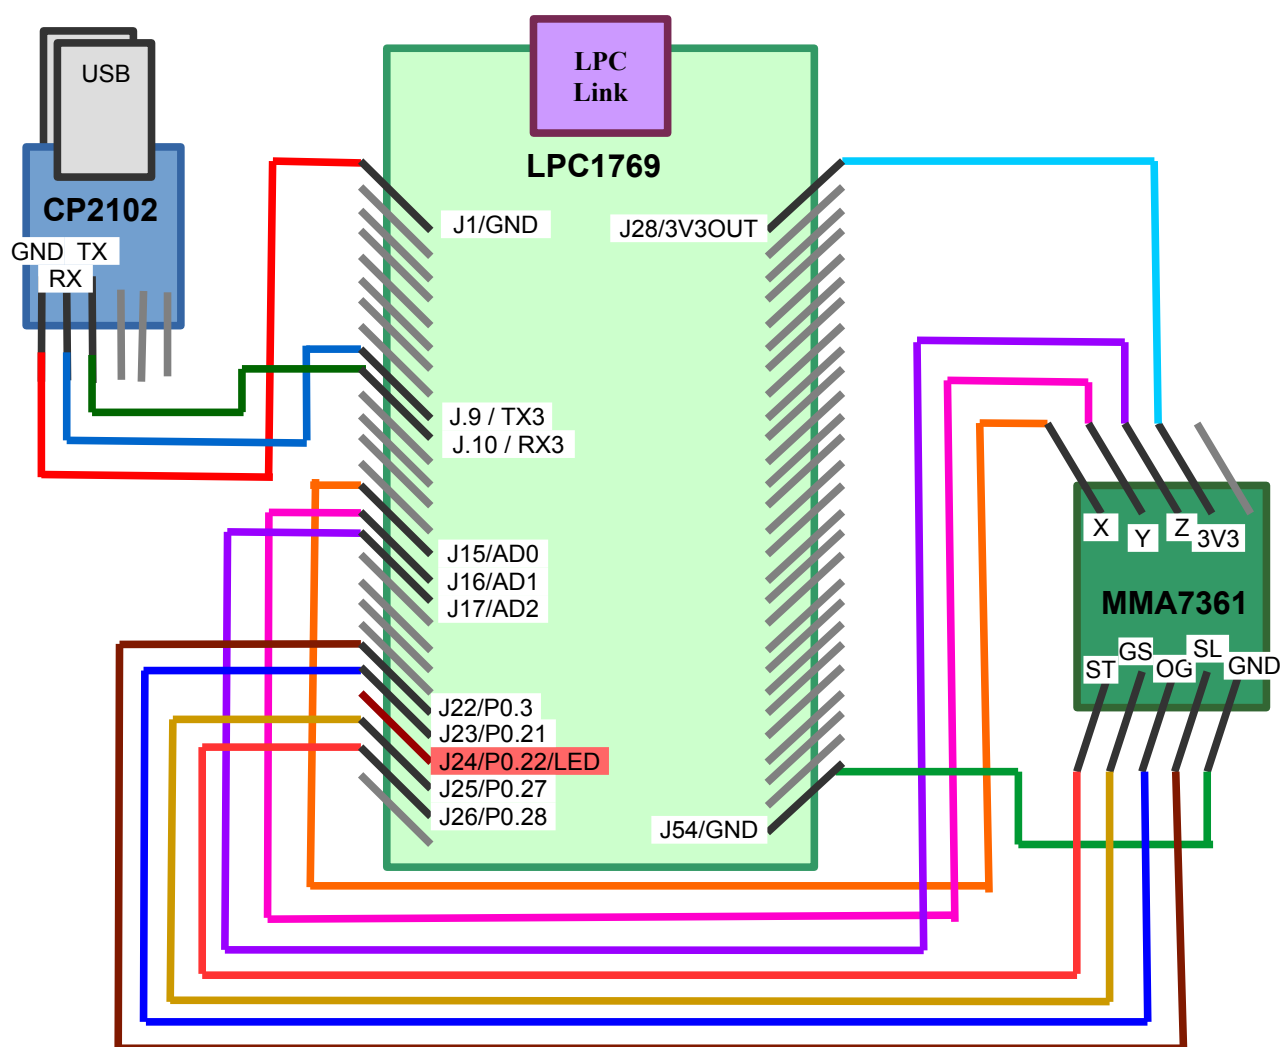 USB
CP2102
GND TX
RX
LPC
Link
LPC1769
J1/GND
J28/3V3OUT
J.9 / TX3
J.10 / RX3
J15/AD0
J16/AD1
J17/AD2
J22/P0.3
J23/P0.21
J24/P0.22/LED
J25/P0.27
J26/P0.28
J54/GND
X
Y
Z
3V3
MMA7361
ST
GS
OG
SL
GND